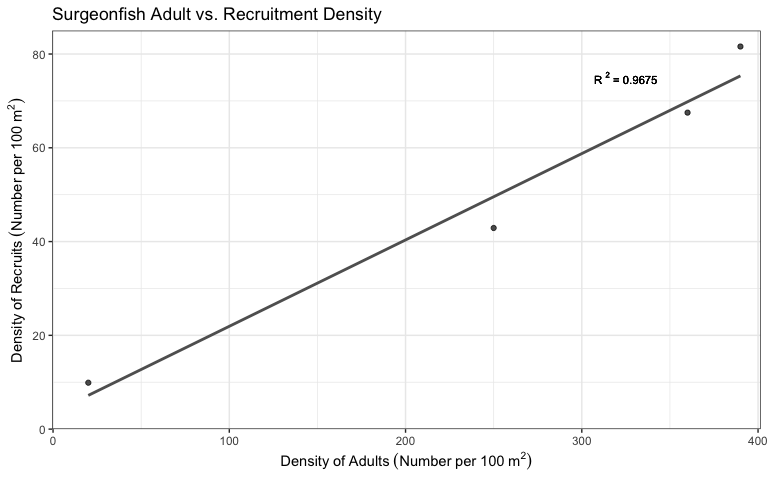 Surgeonfish Adult vs. Recruitment Density
R² = 0.9675
80
60
40
20
0
Density of Recruits (Number per 100 m²)
0 100 200 300 400
Density of Adults (Number per 100 m²)